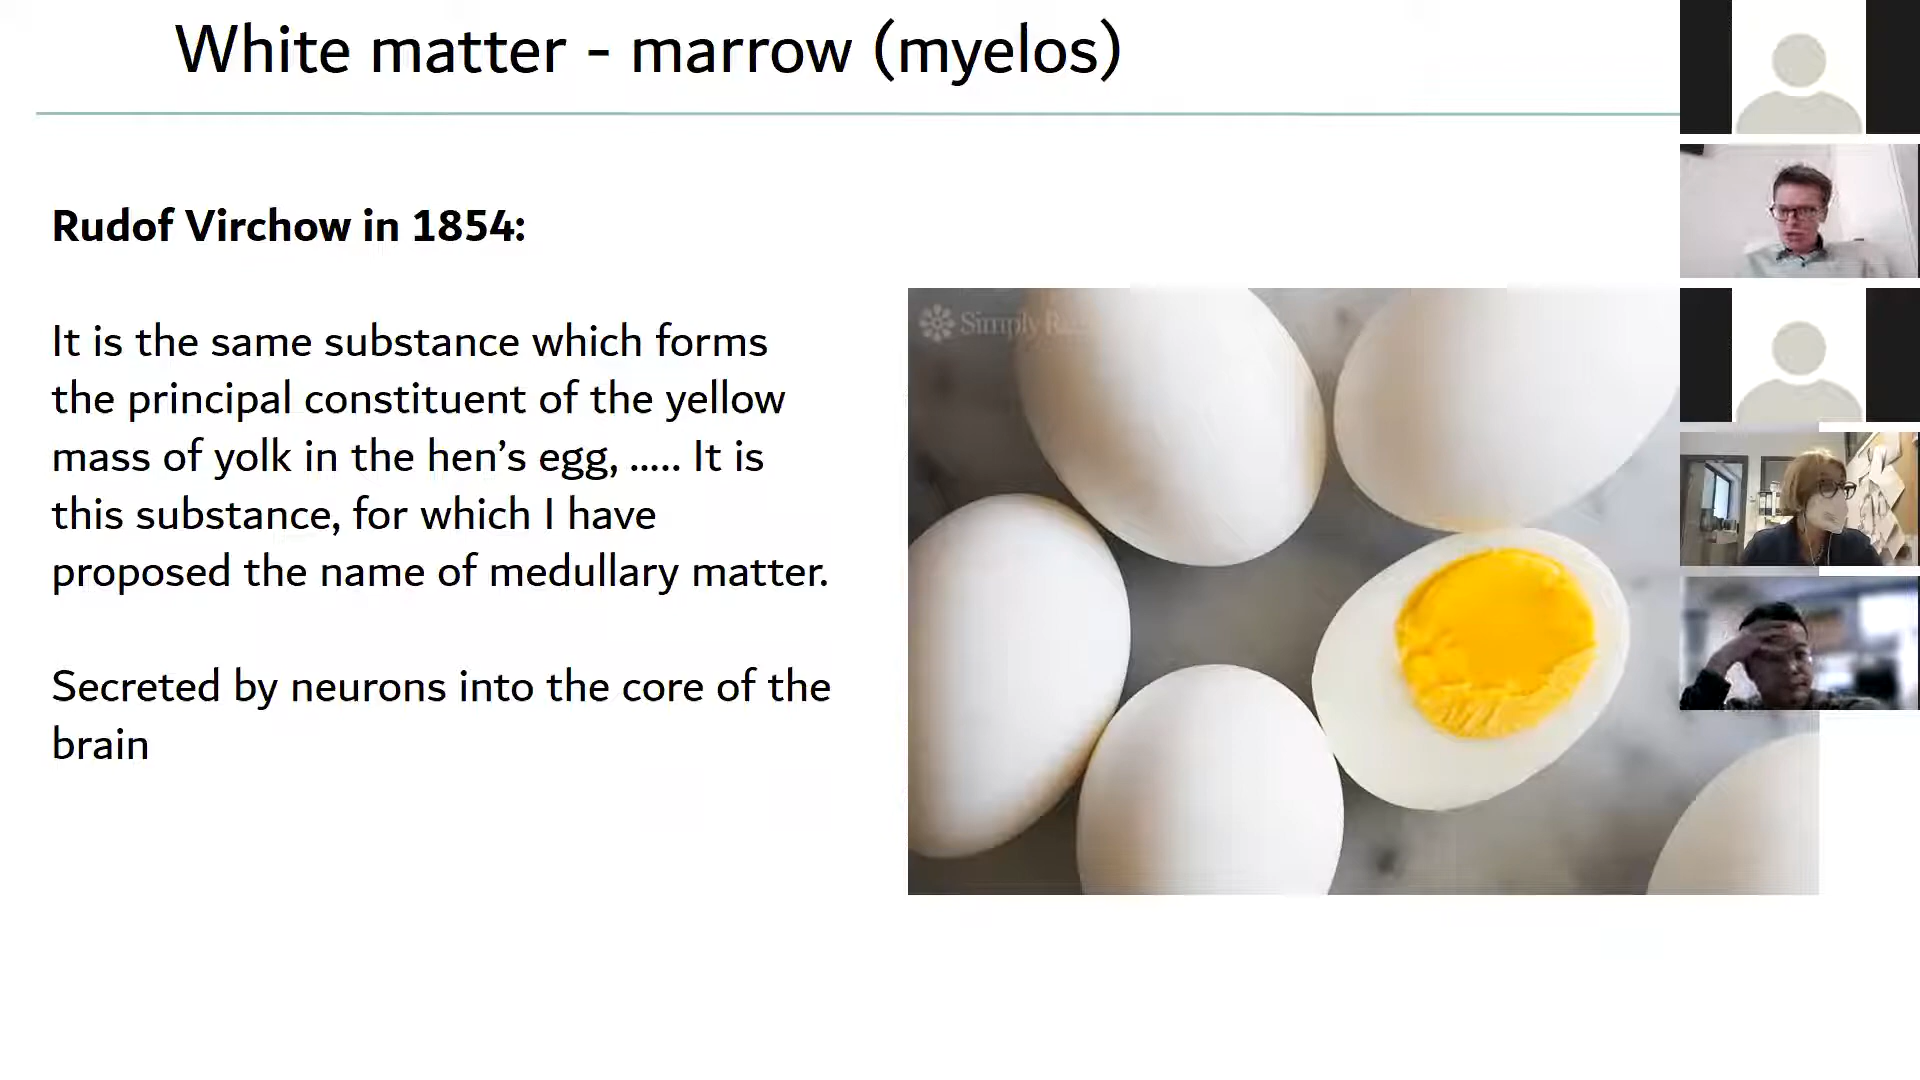 White matter - marrow (myelos)
Rudof Virchow in 1854:
It is the same substance which forms
the principal constituent of the yellow
mass of yolk in the hen’s egg, ..... It is
this substance, for which I have
proposed the name of medullary matter.
Secreted by neurons into the core of the
brain
Simply